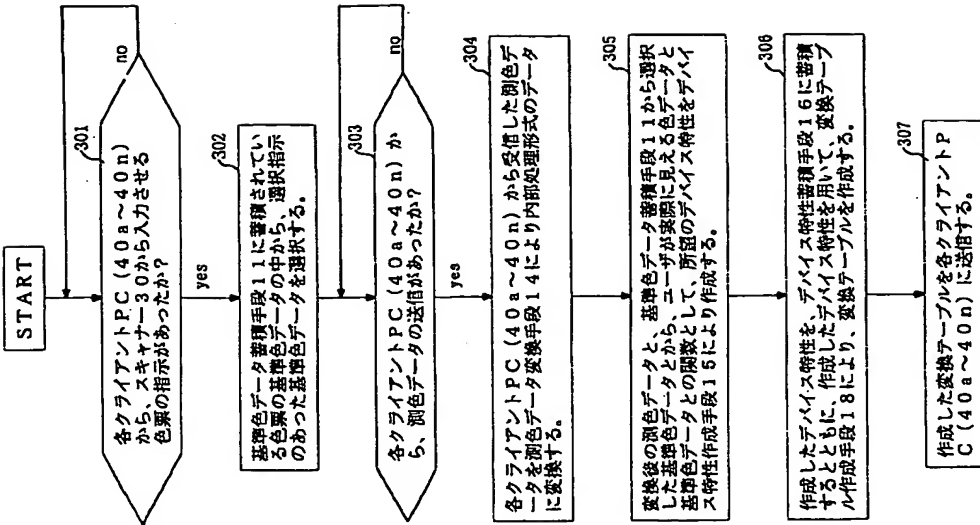 START
301
各クライアントPC(40a~40n)
から、スキャナー30から入力させる
色票の指示があったか?
no
yes
302
基準色データ蓄積手段11に蓄積されてい
る色票の基準色データの中から、選択指示
のあった基準色データを選択する。
303
各クライアントPC(40a~40n)か
ら、測色データの送信があったか?
no
yes
304
各クライアントPC(40a~40n)から受信した測色デ
ータを測色データ変換手段14により内部処理形式のデータ
に変換する。
305
変換後の測色データと、基準色データ蓄積手段11から選択
した基準色データとから、ユーザが実際に見える色データと
基準色データとの関数として、所望のデバイス特性をデバイ
ス特性作成手段15により作成する。
306
作成したデバイス特性を、デバイス特性蓄積手段16に蓄積
するとともに、作成したデバイス特性を用いて、変換テーブ
ル作成手段18により、変換テーブルを作成する。
307
作成した変換テーブルを各クライアントP
C(40a~40n)に送信する。